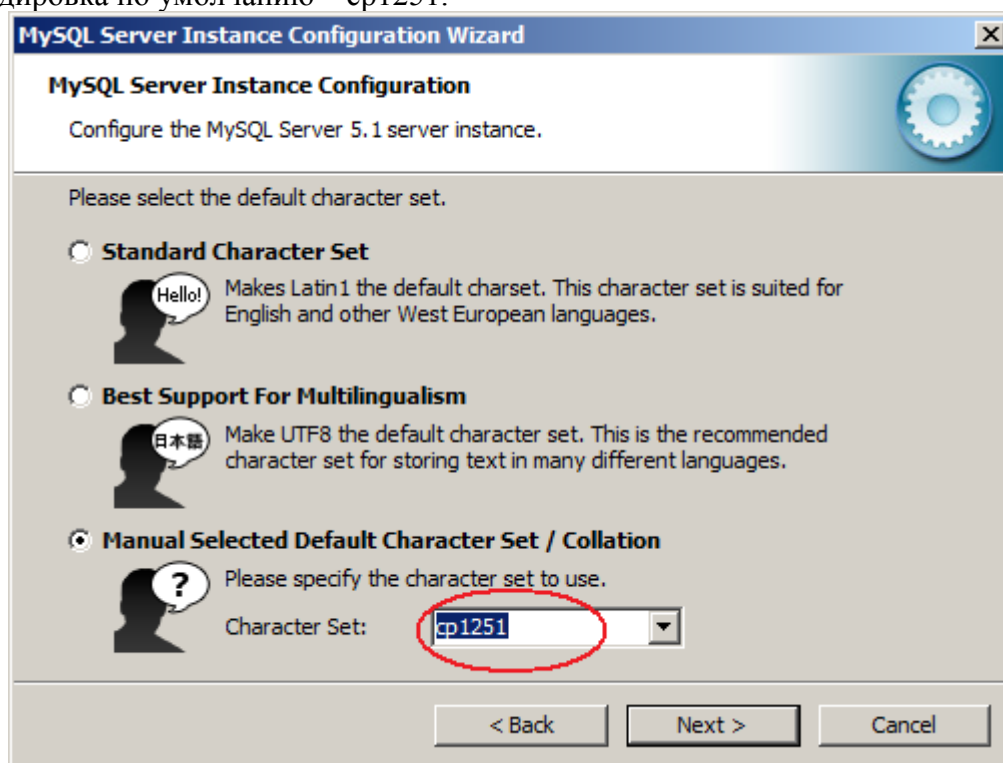 по умолчанию – cp1251.
MySQL Server Instance Configuration Wizard
MySQL Server Instance Configuration
Configure the MySQL Server 5.1 server instance.
Please select the default character set.
Standard Character Set
Hello!
Makes Latin1 the default charset. This character set is suited for
English and other West European languages.
Best Support For Multilingualism
日本語
Make UTF8 the default character set. This is the recommended
character set for storing text in many different languages.
Manual Selected Default Character Set / Collation
?
Please specify the character set to use.
Character Set: cp1251
< Back Next > Cancel